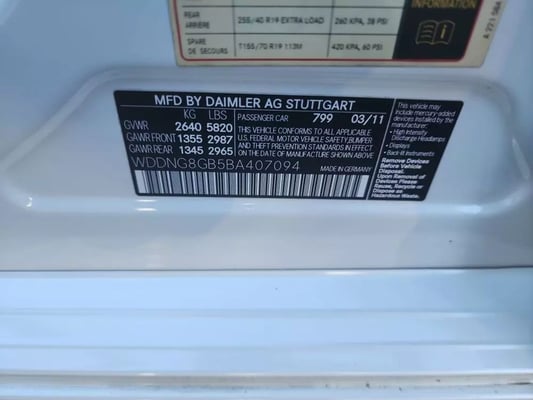 REAR ARRIERE 255/40 R19 EXTRA LOAD 260 KPA, 38 PSI
SPARE DE SECOURS T155/70 R19 113M 420 KPA, 60 PSI
A 221 584
MFD BY DAIMLER AG STUTTGART
KG LBS PASSENGER CAR 799 03/11
GVWR 2640 5820
GAWR FRONT 1355 2987
GAWR REAR 1345 2965
THIS VEHICLE CONFORMS TO ALL APPLICABLE
U.S. FEDERAL MOTOR VEHICLE SAFETY,BUMPER
AND THEFT PREVENTION STANDARDS IN EFFECT
ON THE DATE OF MANUFACTURE SHOWN ABOVE.
WDDNG8GB5BA407094
MADE IN GERMANY
This vehicle may include
mercury-added devices
installed by the
manufacturer:
- High Intensity
Discharge Headlamps
- Displays
- Back-lit Instruments
Remove Devices
Before Vehicle
Disposal.
Upon Removal of
Devices Please
Reuse, Recycle or
Dispose as
Hazardous Waste.